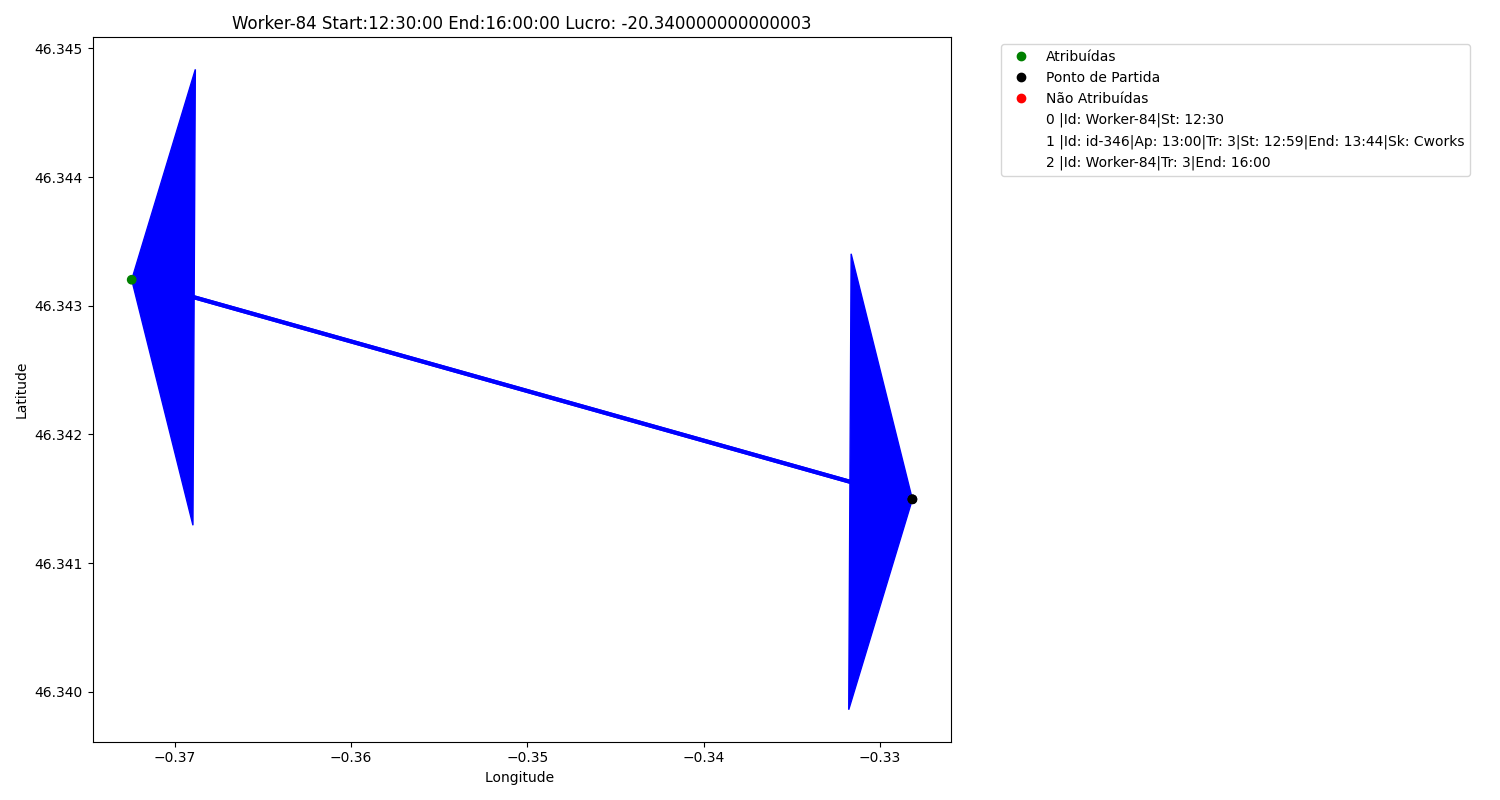 Worker-84 Start:12:30:00 End:16:00:00 Lucro: -20.340000000000003
46.345
46.344
46.343
46.342
46.341
46.340
Latitude
−0.37
−0.36
−0.35
−0.34
−0.33
Longitude
Atribuídas
Ponto de Partida
Não Atribuídas
0 |Id: Worker-84|St: 12:30
1 |Id: id-346|Ap: 13:00|Tr: 3|St: 12:59|End: 13:44|Sk: Cworks
2 |Id: Worker-84|Tr: 3|End: 16:00